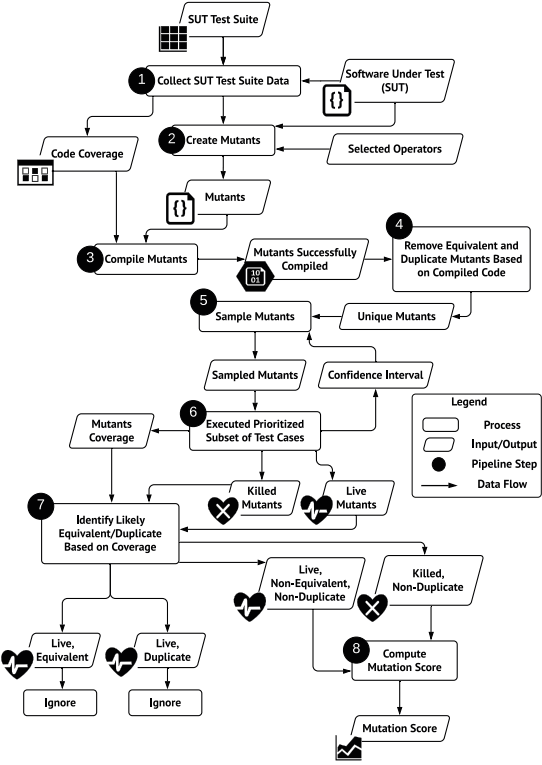 SUT Test Suite
1
Collect SUT Test Suite Data
Software Under Test
(SUT)
{}
2
Create Mutants
Selected Operators
Code Coverage
{}
Mutants
3
Compile Mutants
Mutants Successfully
Compiled
10
01
4
Remove Equivalent and
Duplicate Mutants Based
on Compiled Code
5
Sample Mutants
Unique Mutants
Sampled Mutants
Confidence Interval
6
Executed Prioritized
Subset of Test Cases
Mutants
Coverage
Legend
Process
Input/Output
Pipeline Step
Data Flow
Killed
Mutants
Live
Mutants
7
Identify Likely
Equivalent/Duplicate
Based on Coverage
Live,
Non-Equivalent,
Non-Duplicate
Killed,
Non-Duplicate
Live,
Equivalent
Live,
Duplicate
8
Compute
Mutation Score
Ignore
Ignore
Mutation Score